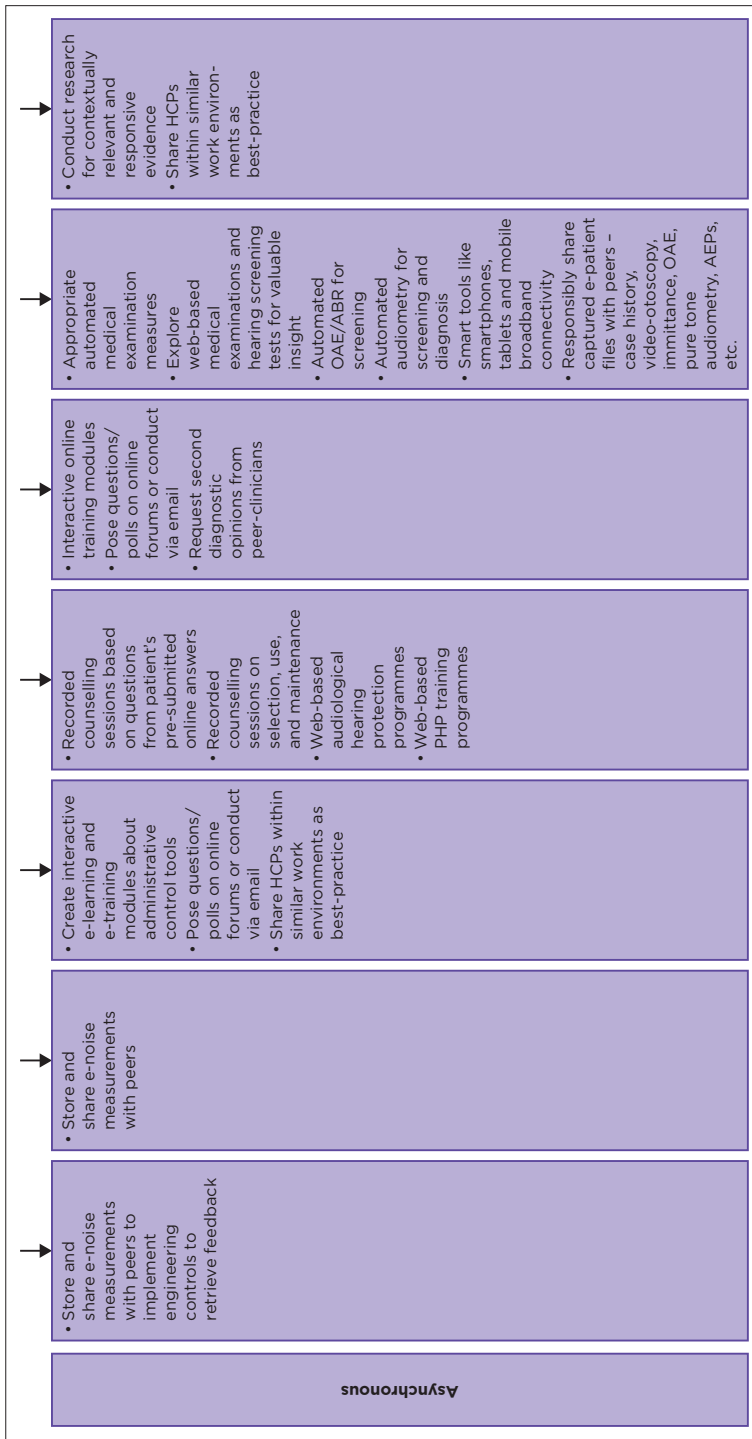 Asynchronous
• Store and
share e-noise
measurements
with peers to
implement
engineering
controls to
retrieve feedback
• Store and
share e-noise
measurements
with peers
• Create interactive
e-learning and
e-training
modules about
administrative
control tools
• Pose questions/
polls on online
forums or conduct
via email
• Share HCPs within
similar work
environments as
best-practice
• Recorded
counselling
sessions based
on questions
from patient's
pre-submitted
online answers
• Recorded
counselling
sessions on
selection, use,
and maintenance
• Web-based
audiological
hearing
protection
programmes
• Web-based
PHP training
programmes
• Interactive online
training modules
• Pose questions/
polls on online
forums or conduct
via email
• Request second
diagnostic
opinions from
peer-clinicians
• Appropriate
automated
medical
examination
measures
• Explore
web-based
medical
examinations and
hearing screening
tests for valuable
insight
• Automated
OAE/ABR for
screening
• Automated
audiometry for
screening and
diagnosis
• Smart tools like
smartphones,
tablets and mobile
broadband
connectivity
• Responsibly share
captured e-patient
files with peers –
case history,
video-otoscopy,
immittance, OAE,
pure tone
audiometry, AEPs,
etc.
• Conduct research
for contextually
relevant and
responsive
evidence
• Share HCPs
within similar
work environ-
ments as
best-practice